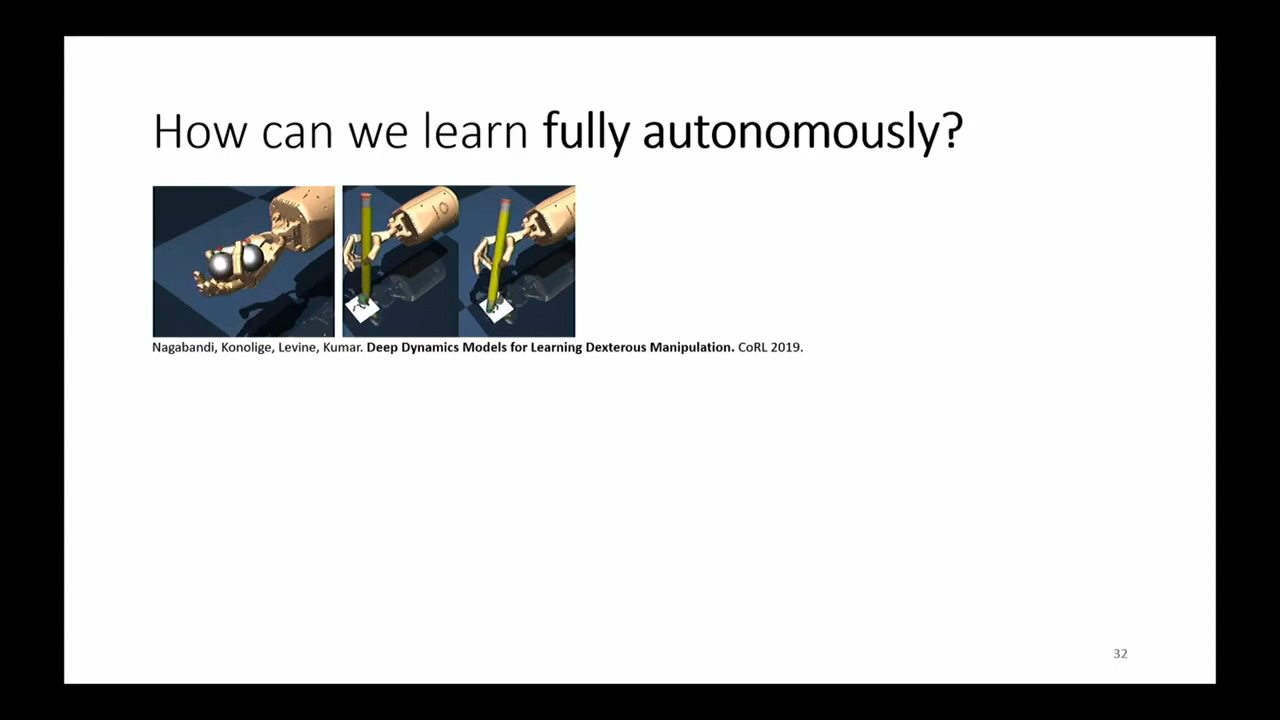 How can we learn fully autonomously?
Nagabandi, Konolige, Levine, Kumar. Deep Dynamics Models for Learning Dexterous Manipulation. CoRL 2019.
32